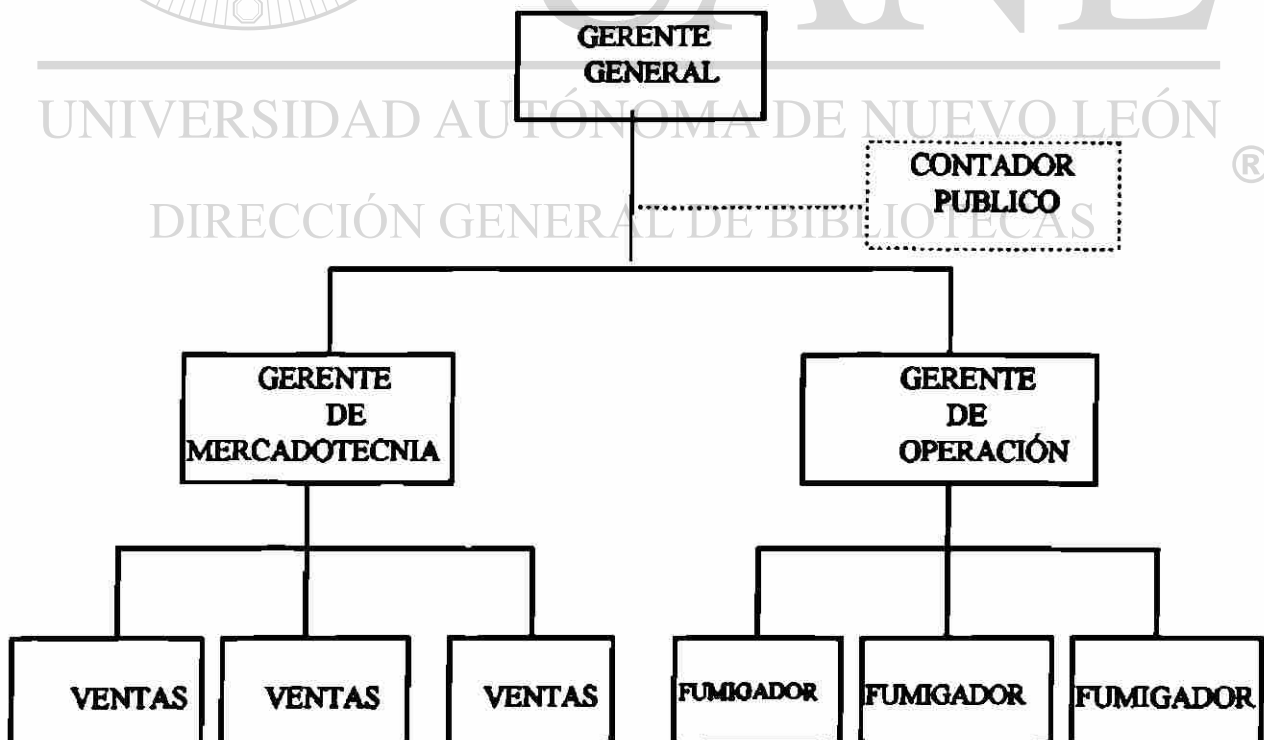 GERENTE
GENERAL
UNIVERSIDAD AUTÓNOMA DE NUEVO LEÓN
®
CONTADOR
PUBLICO
DIRECCIÓN GENERAL DE BIBLIOTECAS
GERENTE
DE
MERCADOTECNIA
GERENTE
DE
OPERACIÓN
VENTAS
VENTAS
VENTAS
FUMIGADOR
FUMIGADOR
FUMIGADOR